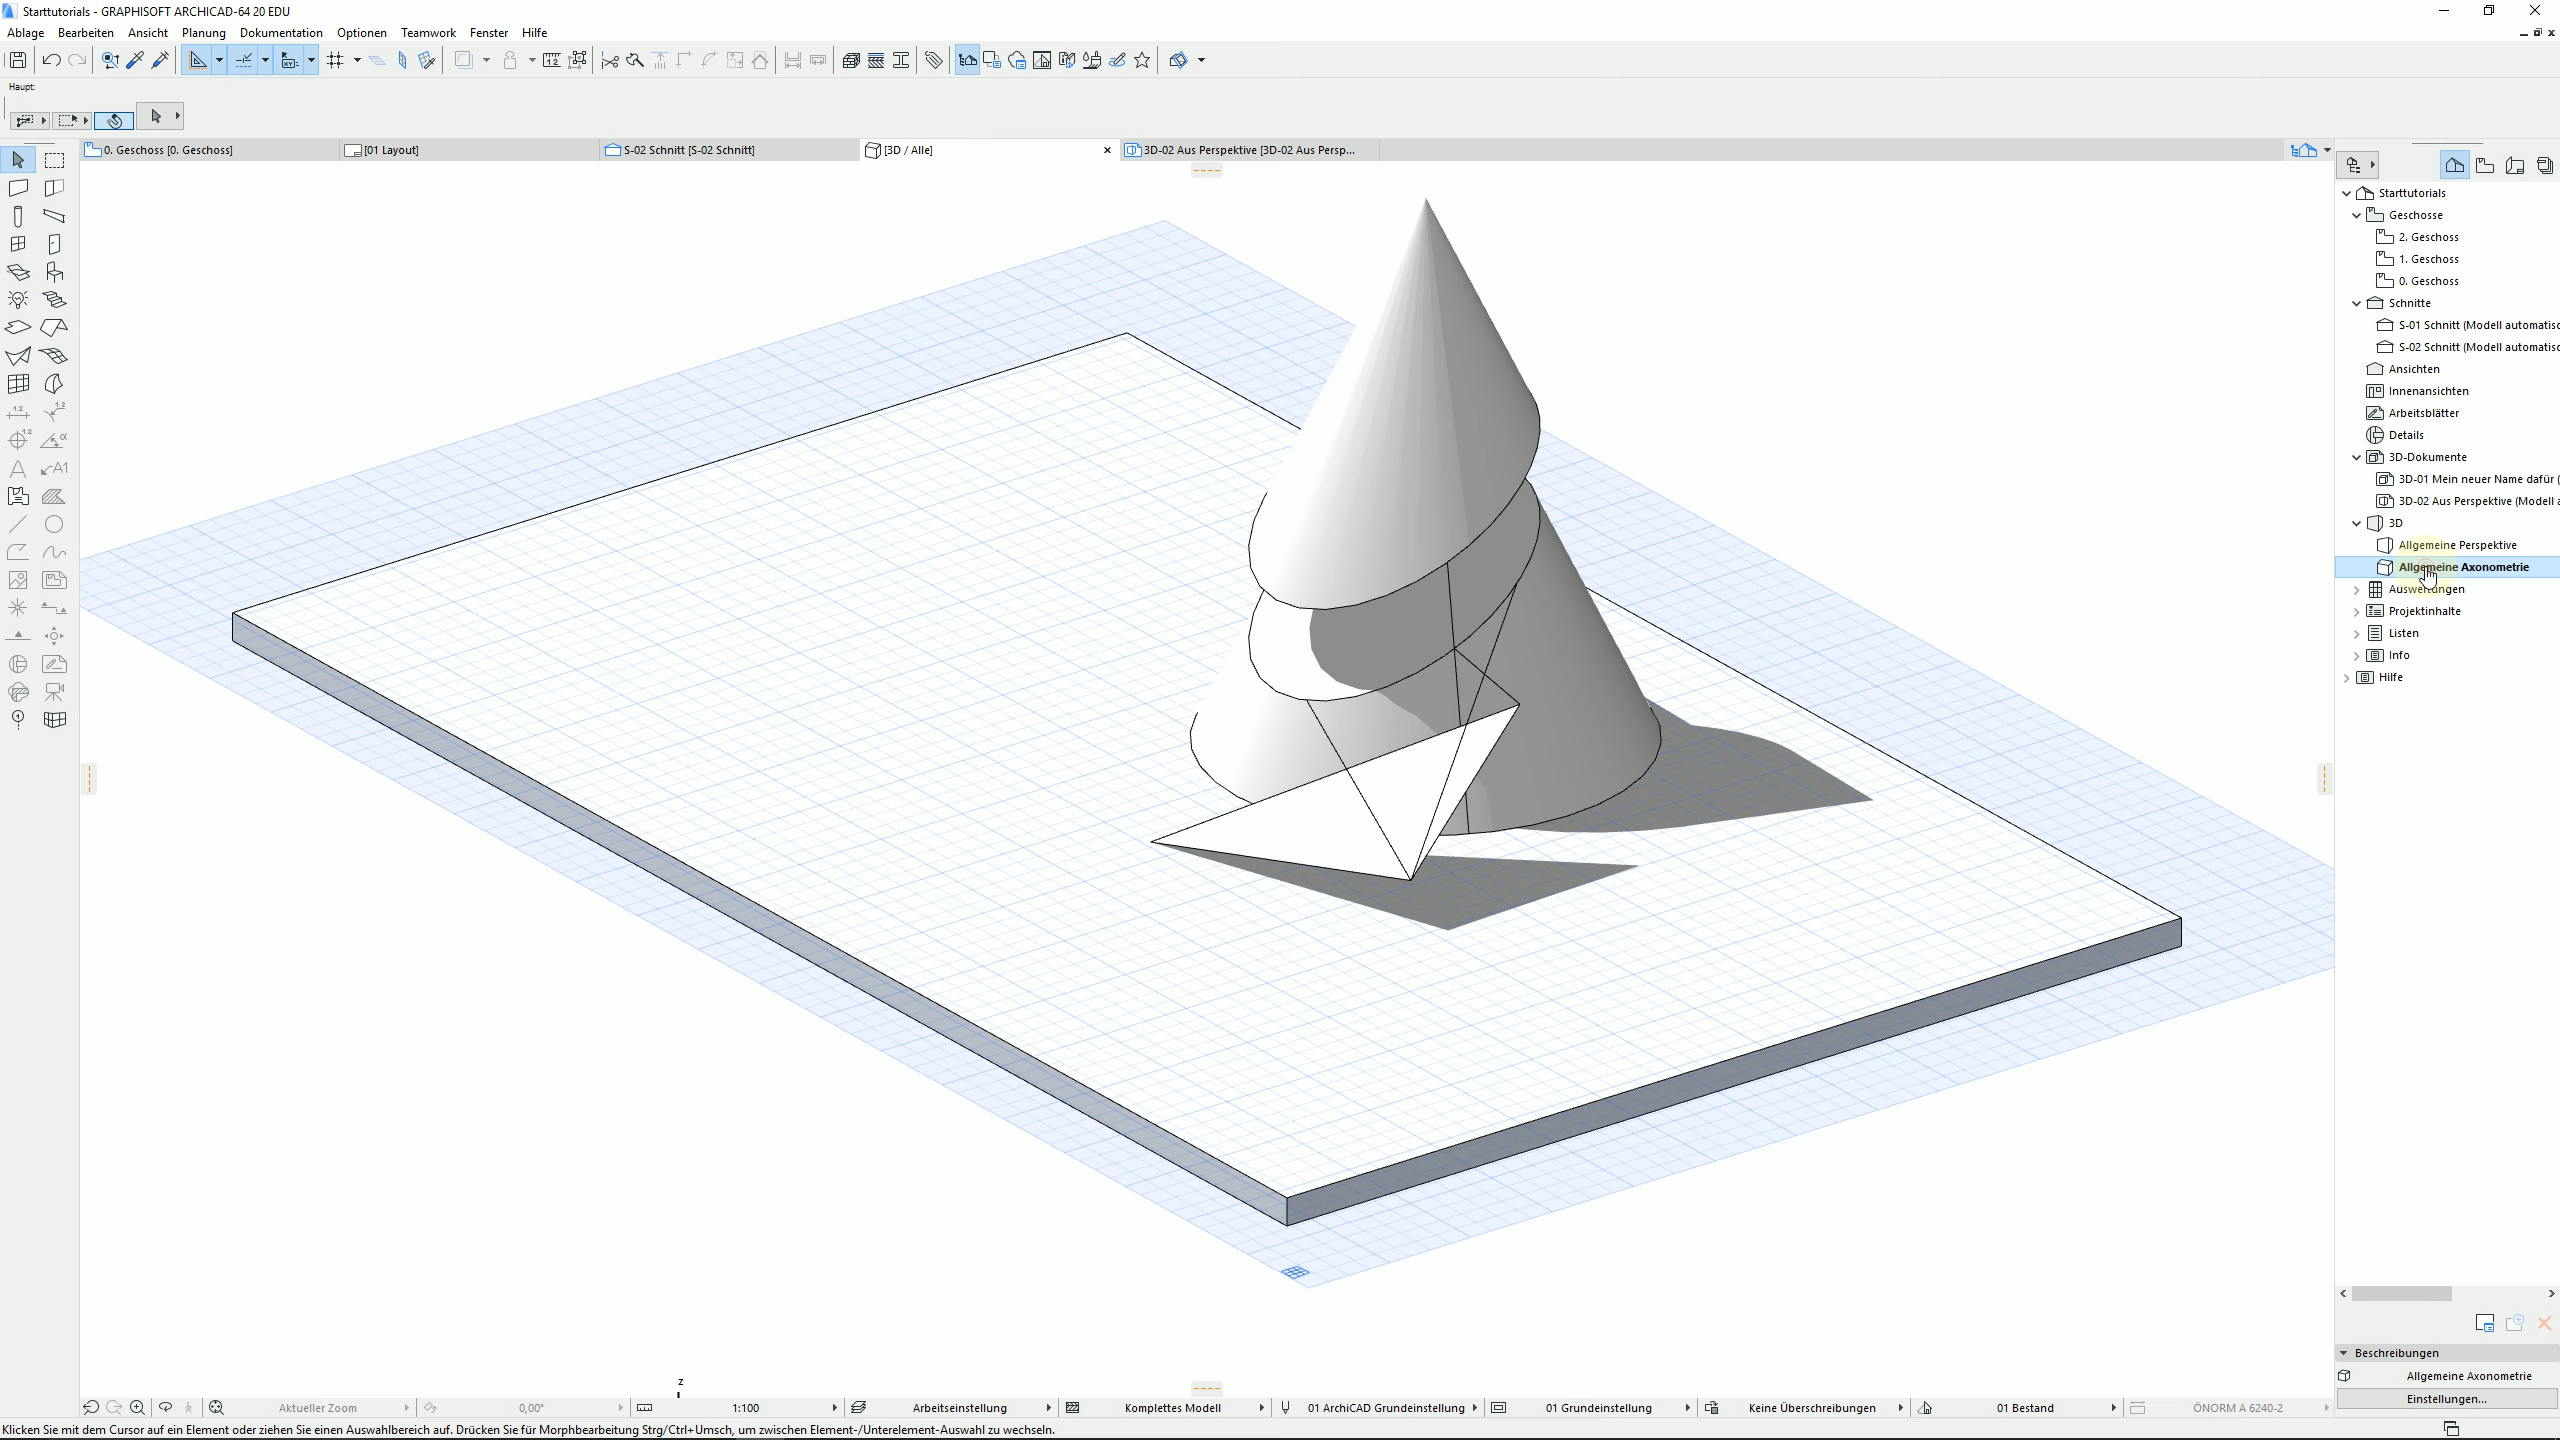 Starttutorials - GRAPHISOFT ARCHICAD-64 20 EDU
Ablage Bearbeiten Ansicht Planung Dokumentation Optionen Teamwork Fenster Hilfe
Haupt:
0. Geschoss [0. Geschoss]
[01 Layout]
S-02 Schnitt [S-02 Schnitt]
[3D / Alle]
3D-02 Aus Perspektive [3D-02 Aus Persp...
Starttutorials
Geschosse
2. Geschoss
1. Geschoss
0. Geschoss
Schnitte
S-01 Schnitt (Modell automatisc
S-02 Schnitt (Modell automatisc
Ansichten
Innenansichten
Arbeitsblätter
Details
3D-Dokumente
3D-01 Mein neuer Name dafür (
3D-02 Aus Perspektive (Modell a
3D
Allgemeine Perspektive
Allgemeine Axonometrie
Auswertungen
Projektinhalte
Listen
Info
Hilfe
Beschreibungen
Allgemeine Axonometrie
Einstellungen...
z
Aktueller Zoom 0,00° 1:100 Arbeitseinstellung Komplettes Modell 01 ArchiCAD Grundeinstellung 01 Grundeinstellung Keine Überschreibungen 01 Bestand ÖNORM A 6240-2
Klicken Sie mit dem Cursor auf ein Element oder ziehen Sie einen Auswahlbereich auf. Drücken Sie für Morphbearbeitung Strg/Ctrl+Umsch, um zwischen Element-/Unterelement-Auswahl zu wechseln.